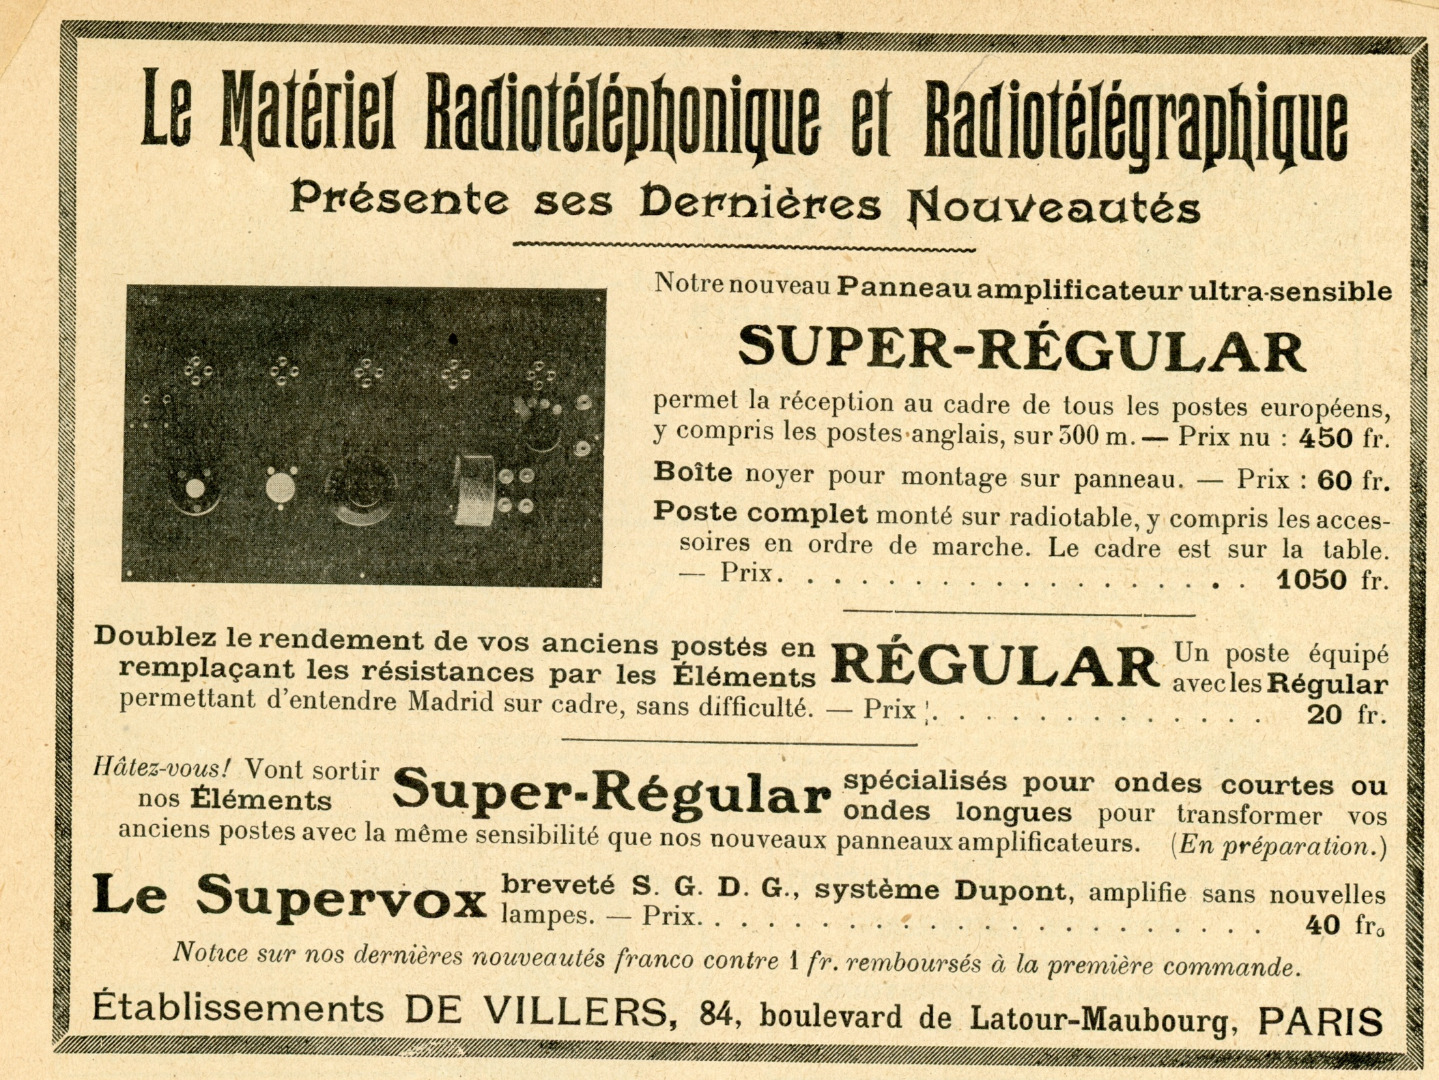 Le Matériel Radiotéléphonique et Radiotélégraphique
Présente ses Dernières Nouveautés
Notre nouveau Panneau amplificateur ultra-sensible
SUPER-RÉGULAR
permet la réception au cadre de tous les postes européens,
y compris les postes anglais, sur 300 m. — Prix nu : 450 fr.
Boîte noyer pour montage sur panneau. — Prix : 60 fr.
Poste complet monté sur radiotable, y compris les acces-
soires en ordre de marche. Le cadre est sur la table.
— Prix. . . . . . . . . . . . . . . . . . 1050 fr.
Doublez le rendement de vos anciens postés en
remplaçant les résistances par les Éléments
RÉGULAR
Un poste équipé
avec les Régular
permettant d'entendre Madrid sur cadre, sans difficulté. — Prix . . . . . . . . . . . . . . 20 fr.
Hâtez-vous! Vont sortir
nos Éléments
Super-Régular
spécialisés pour ondes courtes ou
ondes longues pour transformer vos
anciens postes avec la même sensibilité que nos nouveaux panneaux amplificateurs. (En préparation.)
Le Supervox
breveté S. G. D. G., système Dupont, amplifie sans nouvelles
lampes. — Prix. . . . . . . . . . . . . . . . . . . . . 40 fr.
Notice sur nos dernières nouveautés franco contre 1 fr. remboursés à la première commande.
Établissements DE VILLERS, 84, boulevard de Latour-Maubourg, PARIS